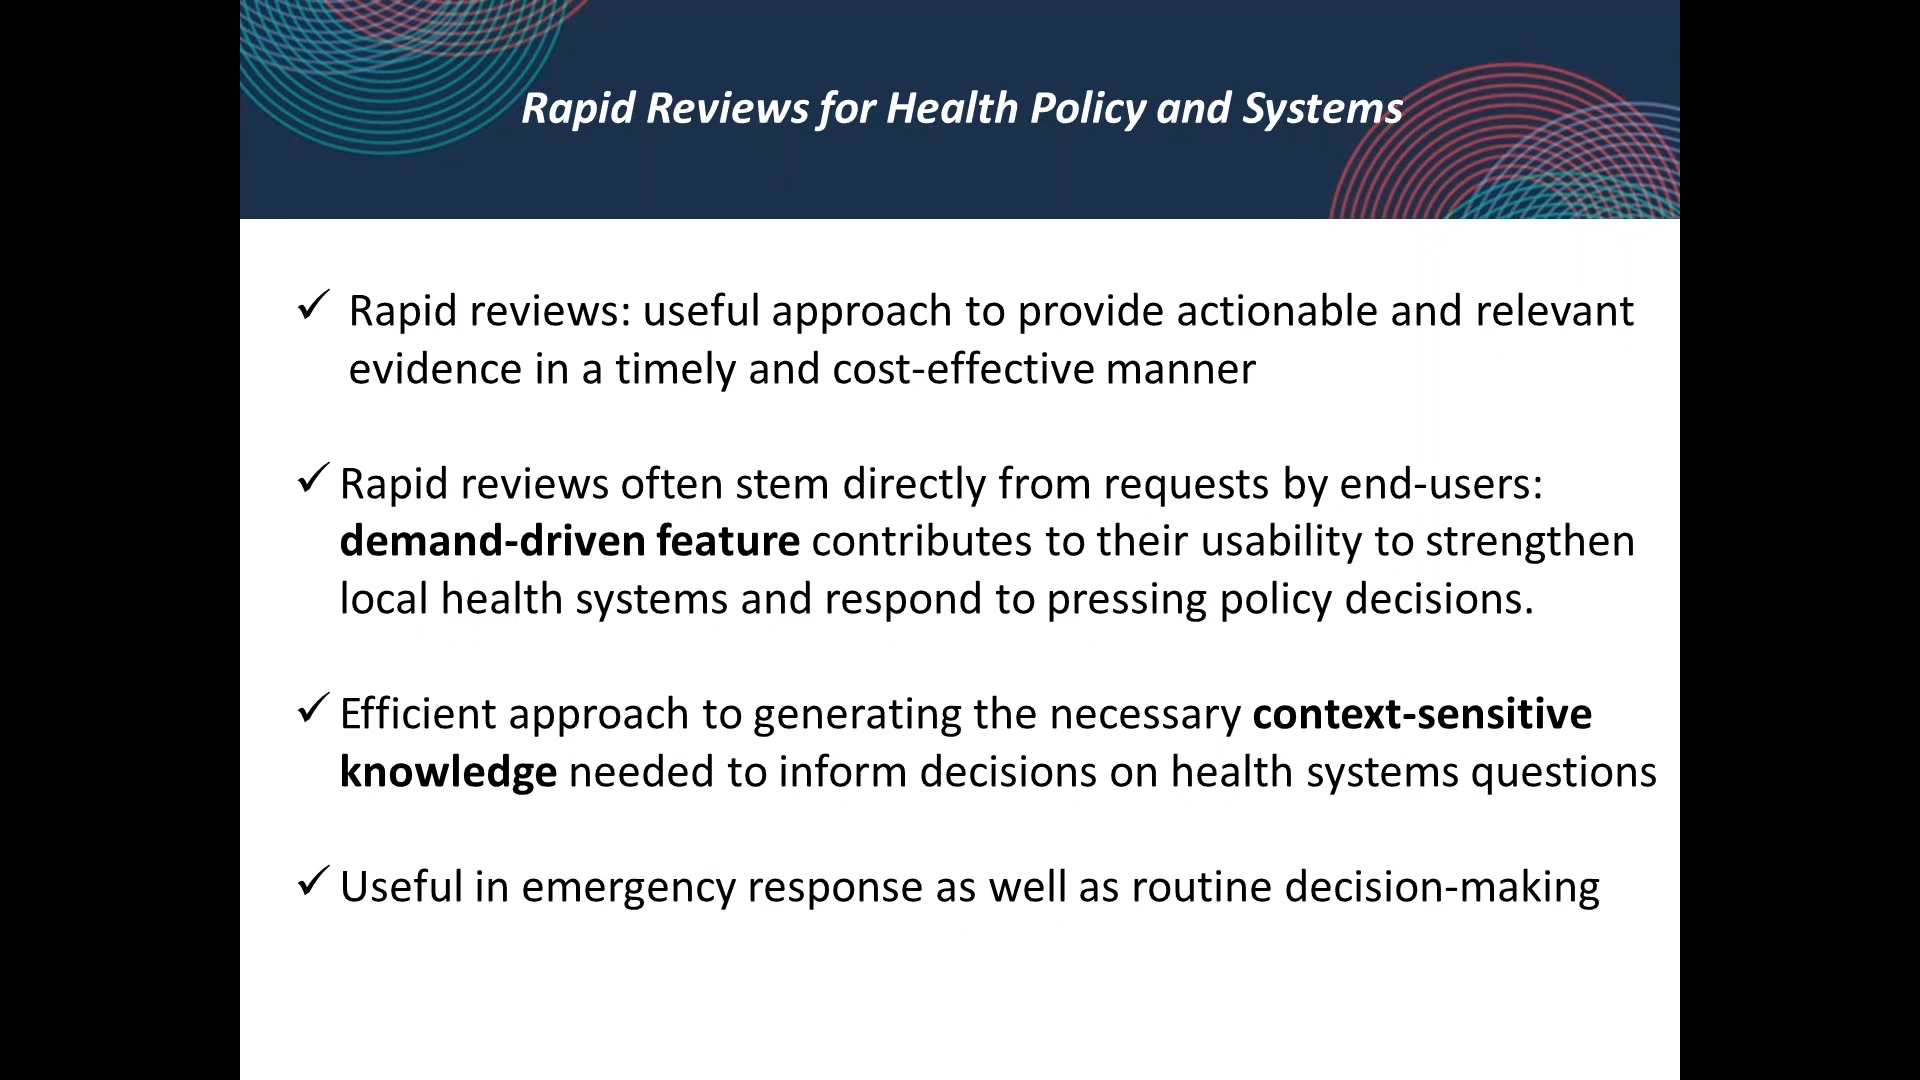 Rapid Reviews for Health Policy and Systems
✓ Rapid reviews: useful approach to provide actionable and relevant
evidence in a timely and cost-effective manner
✓ Rapid reviews often stem directly from requests by end-users:
demand-driven feature contributes to their usability to strengthen
local health systems and respond to pressing policy decisions.
✓ Efficient approach to generating the necessary context-sensitive
knowledge needed to inform decisions on health systems questions
✓ Useful in emergency response as well as routine decision-making